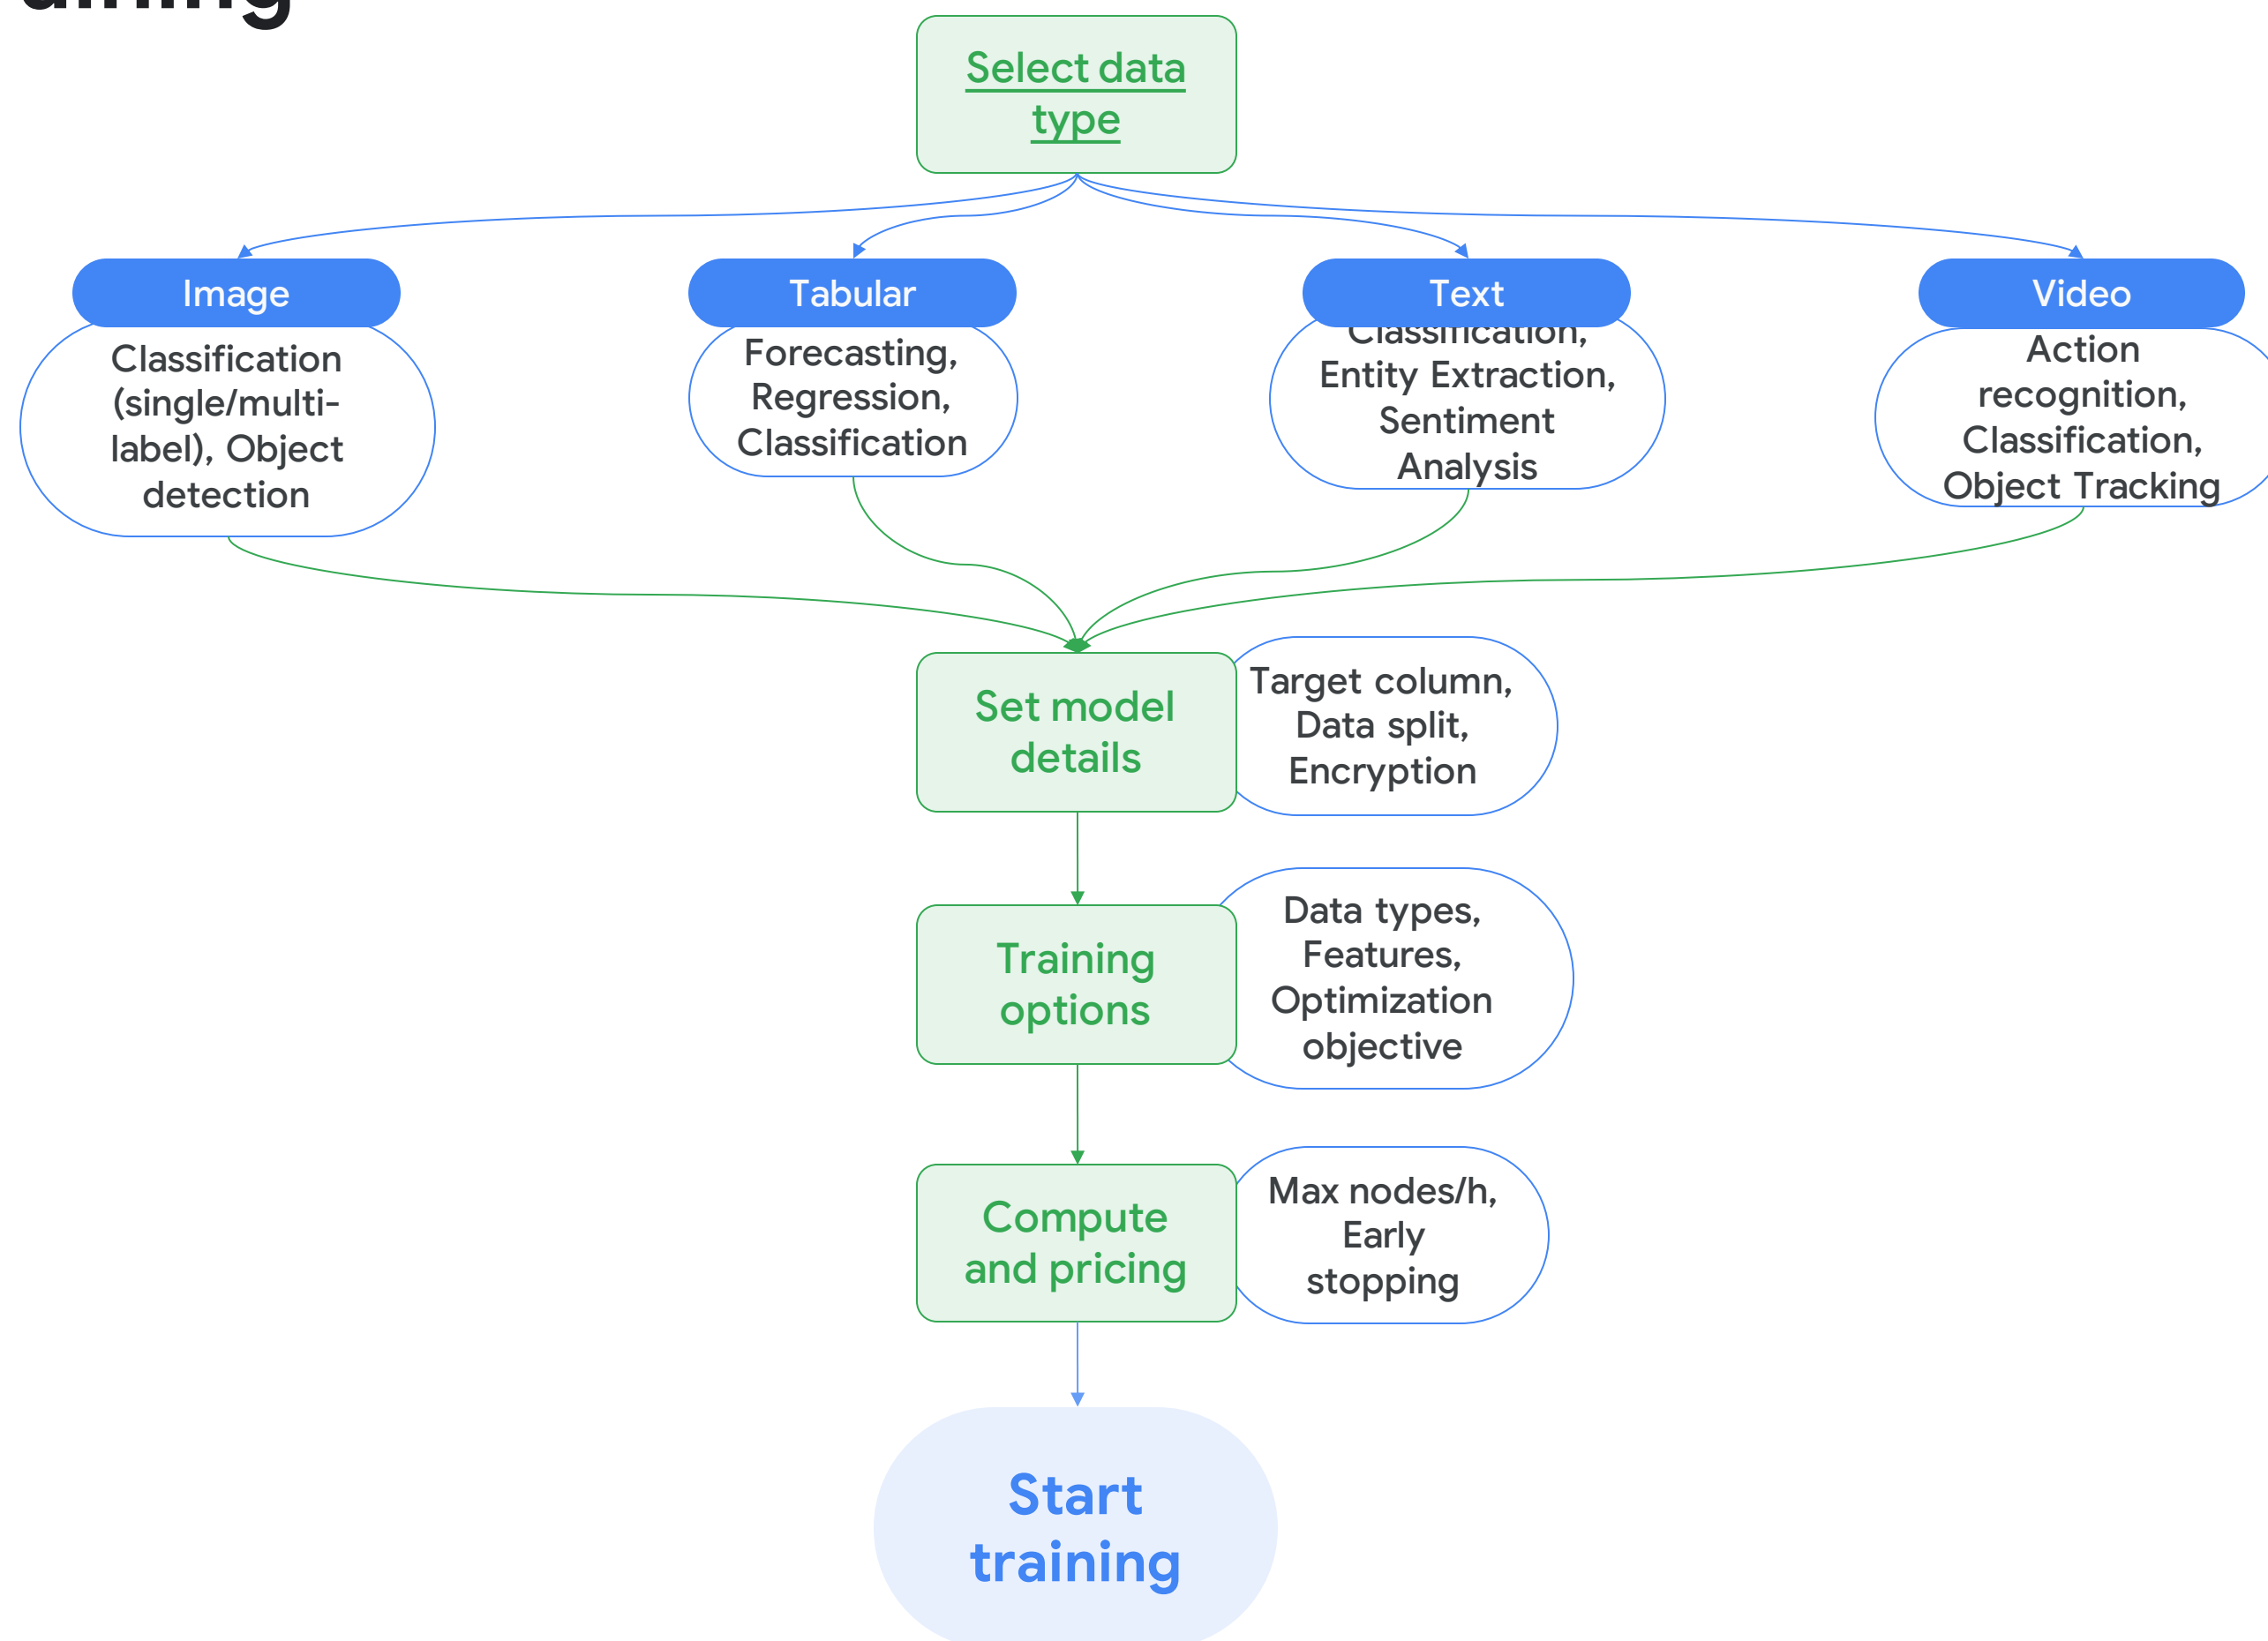 Select data
type
Image
Tabular
Text
Video
Classification
(single/multi-
label), Object
detection
Forecasting,
Regression,
Classification
Classification,
Entity Extraction,
Sentiment
Analysis
Action
recognition,
Classification,
Object Tracking
Set model
details
Target column,
Data split,
Encryption
Training
options
Data types,
Features,
Optimization
objective
Compute
and pricing
Max nodes/h,
Early
stopping
Start
training